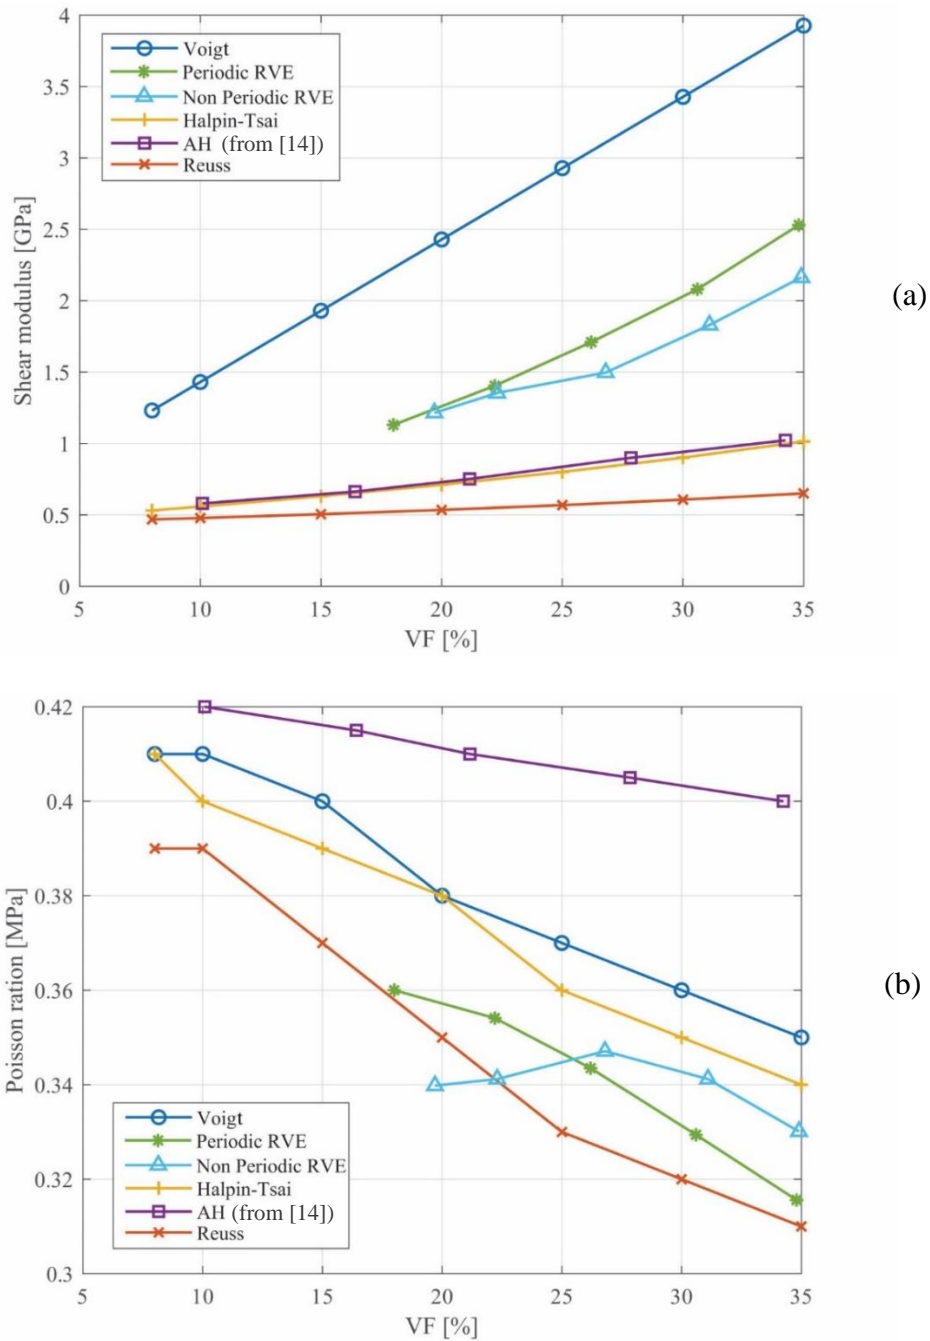 4
3.5
3
2.5
2
1.5
1
0.5
0
Shear modulus [GPa]
Voigt
Periodic RVE
Non Periodic RVE
Halpin-Tsai
AH (from [14])
Reuss
5 10 15 20 25 30 35
VF [%]
(a)
0.42
0.4
0.38
0.36
0.34
0.32
0.3
Poisson ration [MPa]
Voigt
Periodic RVE
Non Periodic RVE
Halpin-Tsai
AH (from [14])
Reuss
5 10 15 20 25 30 35
VF [%]
(b)